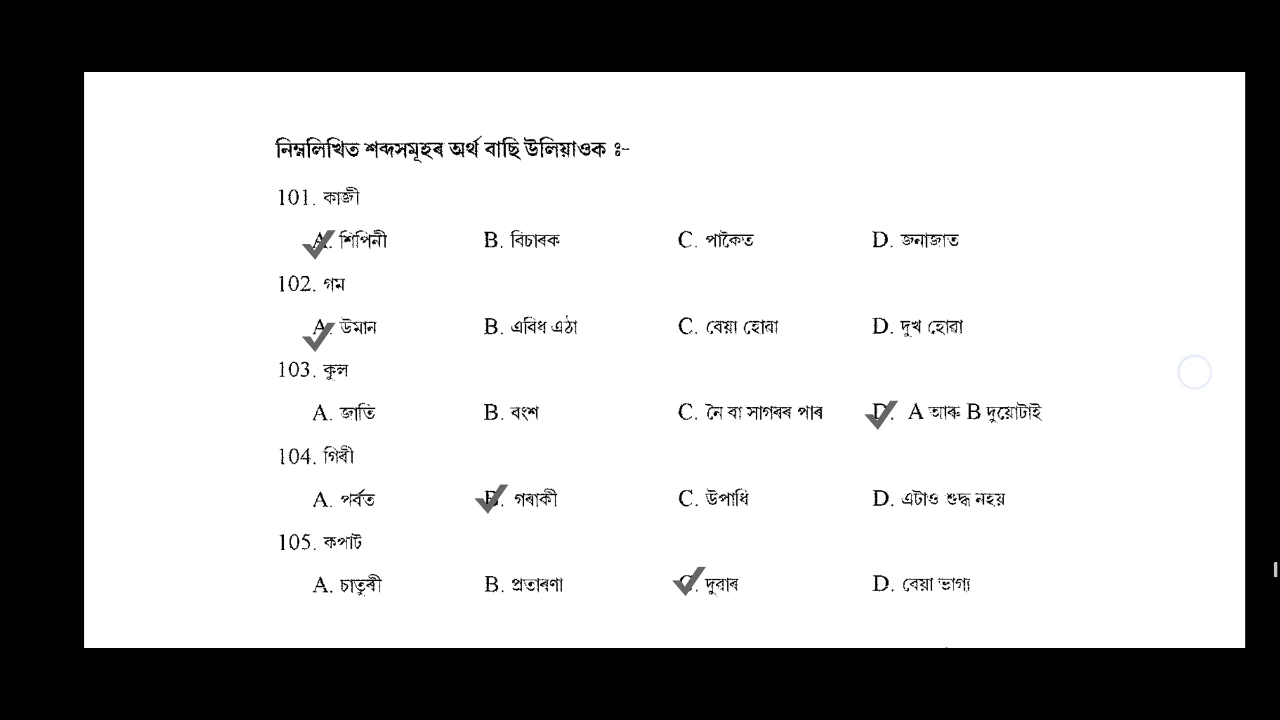 নিম্নলিখিত শব্দসমূহৰ অৰ্থ বাছি উলিয়াওক ঃ-
101. কাজী
A. শিপিনী B. বিচাৰক C. পাকৈত D. জনাজাত
102. গম
A. উমান B. এবিধ এঠা C. বেয়া হোৱা D. দুখ হোৱা
103. কুল
A. জাতি B. বংশ C. নৈ বা সাগৰৰ পাৰ D. A আৰু B দুয়োটাই
104. গিৰী
A. পৰ্বত B. গৰাকী C. উপাধি D. এটাও শুদ্ধ নহয়
105. কপাট
A. চাতুৰী B. প্ৰতাৰণা C. দুৱাৰ D. বেয়া ভাগ্য